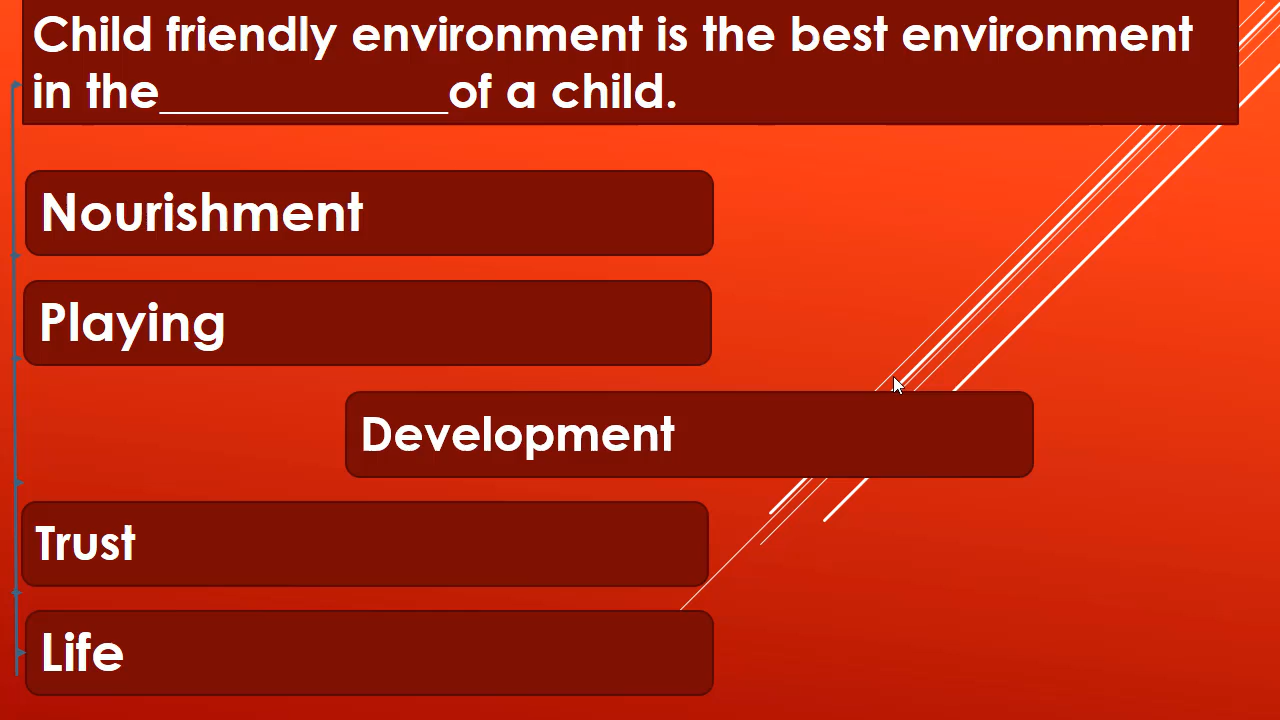 Child friendly environment is the best environment
in the____________of a child.
Nourishment
Playing
Development
Trust
Life